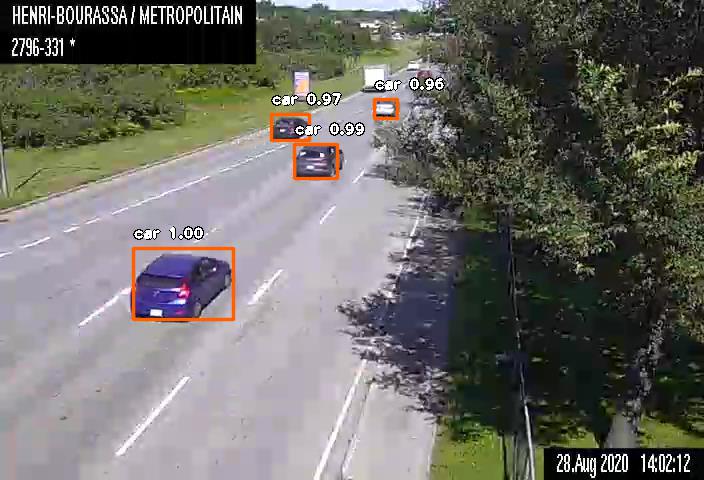 HENRI-BOURASSA / METROPOLITAIN
2796-331 *
car 0.96
car 0.97
car 0.99
car 1.00
28.Aug 2020 14:02:12